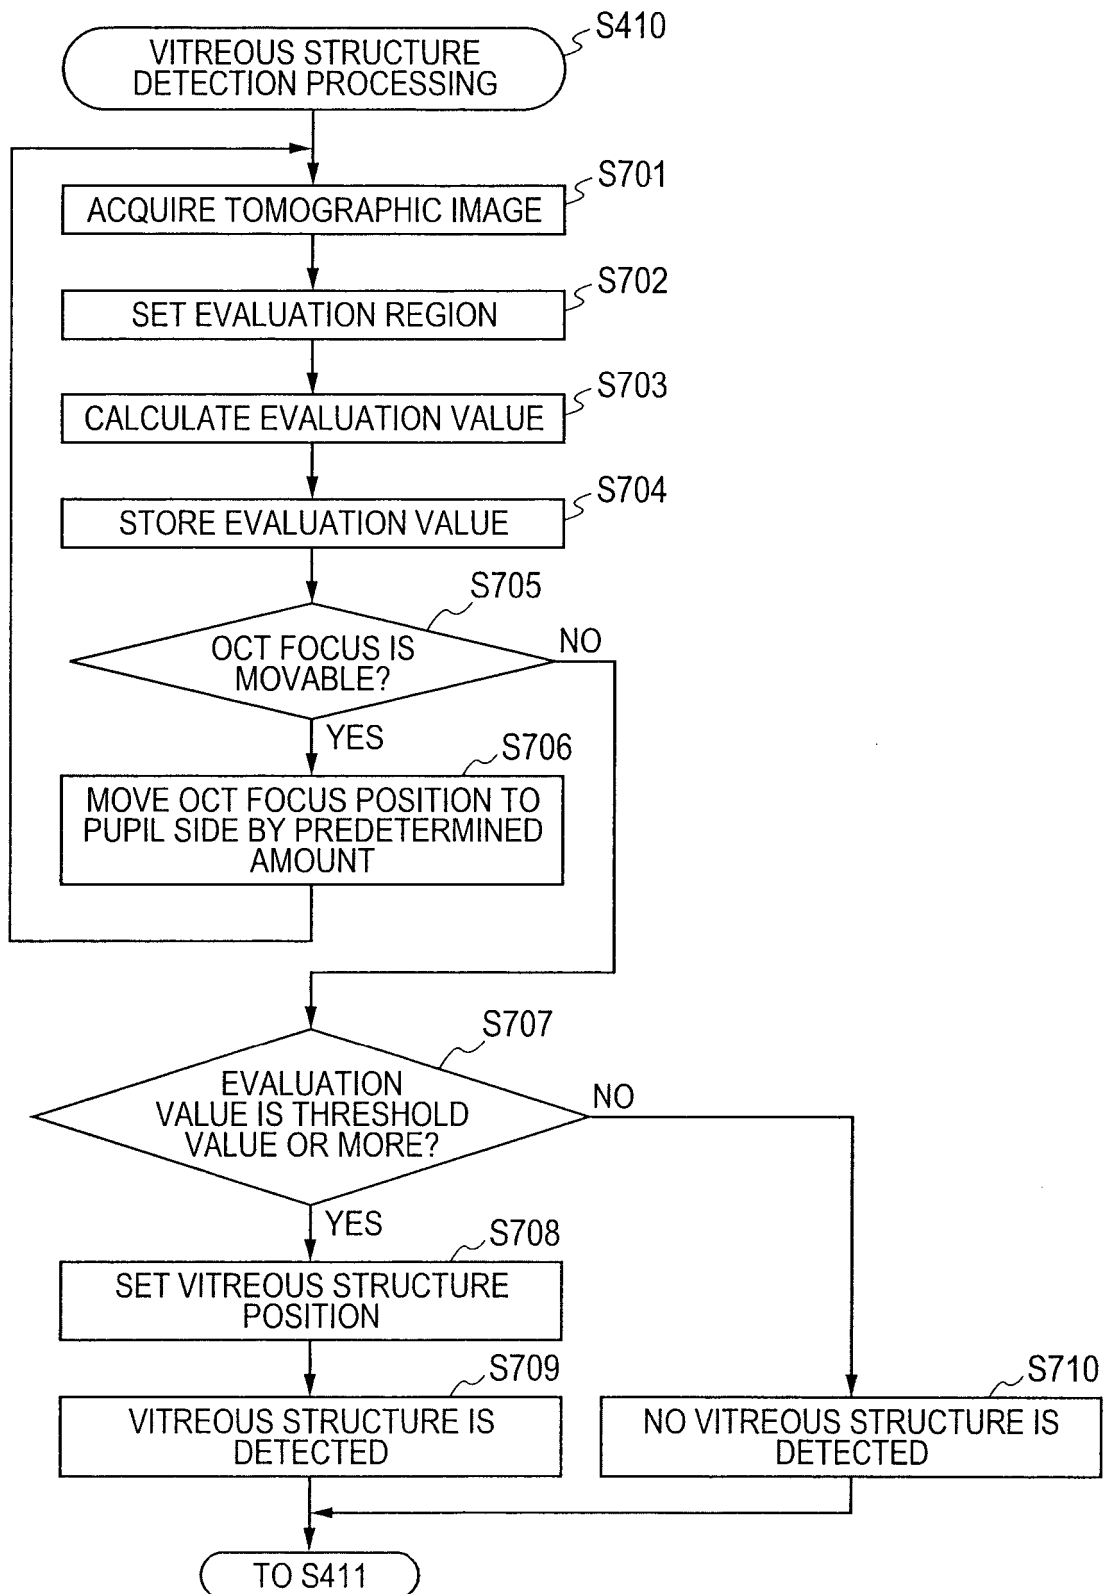 S410
VITREOUS STRUCTURE
DETECTION PROCESSING
S701
ACQUIRE TOMOGRAPHIC IMAGE
S702
SET EVALUATION REGION
S703
CALCULATE EVALUATION VALUE
S704
STORE EVALUATION VALUE
S705
OCT FOCUS IS
MOVABLE?
NO
YES
S706
MOVE OCT FOCUS POSITION TO
PUPIL SIDE BY PREDETERMINED
AMOUNT
S707
EVALUATION
VALUE IS THRESHOLD
VALUE OR MORE?
NO
YES
S708
SET VITREOUS STRUCTURE
POSITION
S709
VITREOUS STRUCTURE IS
DETECTED
S710
NO VITREOUS STRUCTURE IS
DETECTED
TO S411